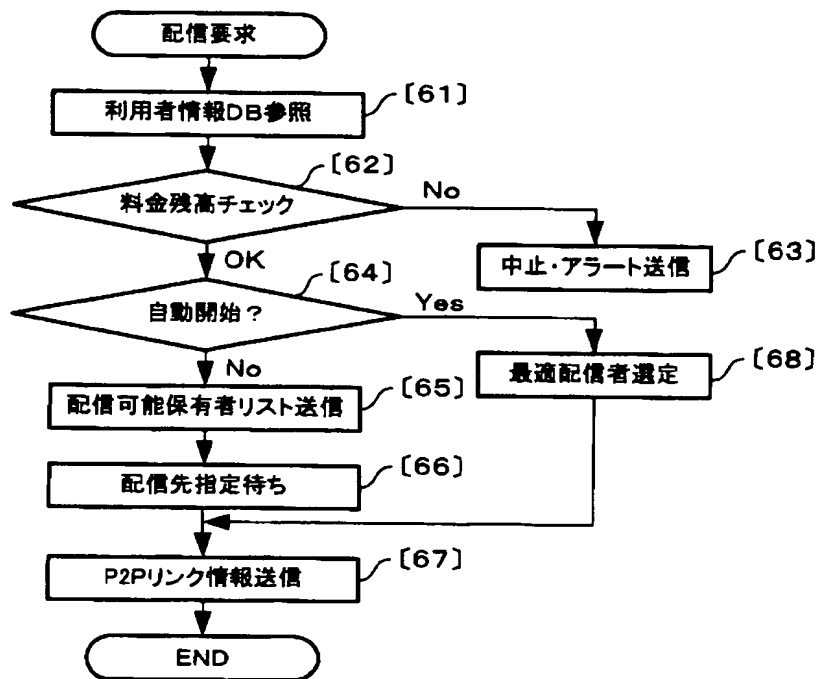 配信要求
利用者情報DB参照
〔61〕
料金残高チェック
〔62〕
No
中止・アラート送信
〔63〕
OK
自動開始？
〔64〕
Yes
最適配信者選定
〔68〕
No
配信可能保有者リスト送信
〔65〕
配信先指定待ち
〔66〕
P2Pリンク情報送信
〔67〕
END